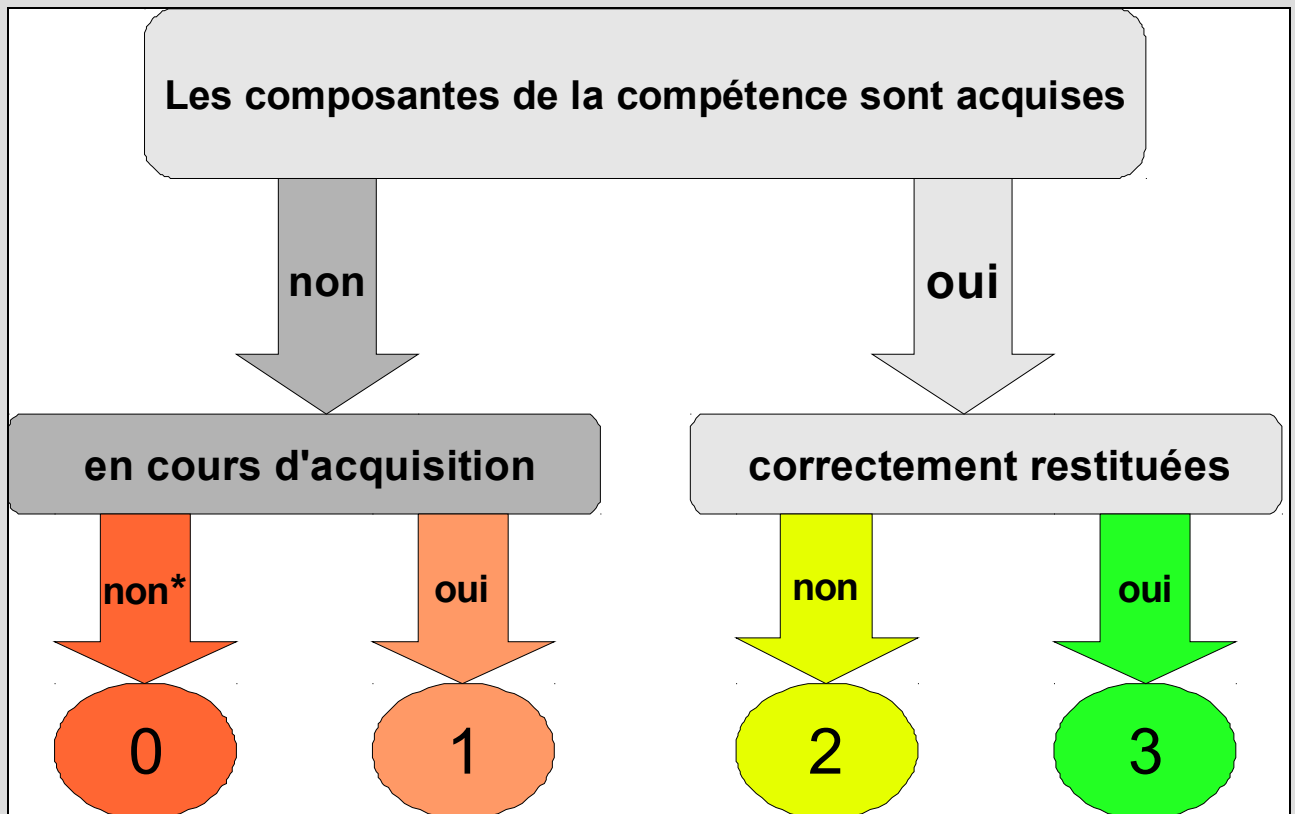 Les composantes de la compétence sont acquises
non
oui
en cours d'acquisition
correctement restituées
non*
oui
non
oui
0
1
2
3